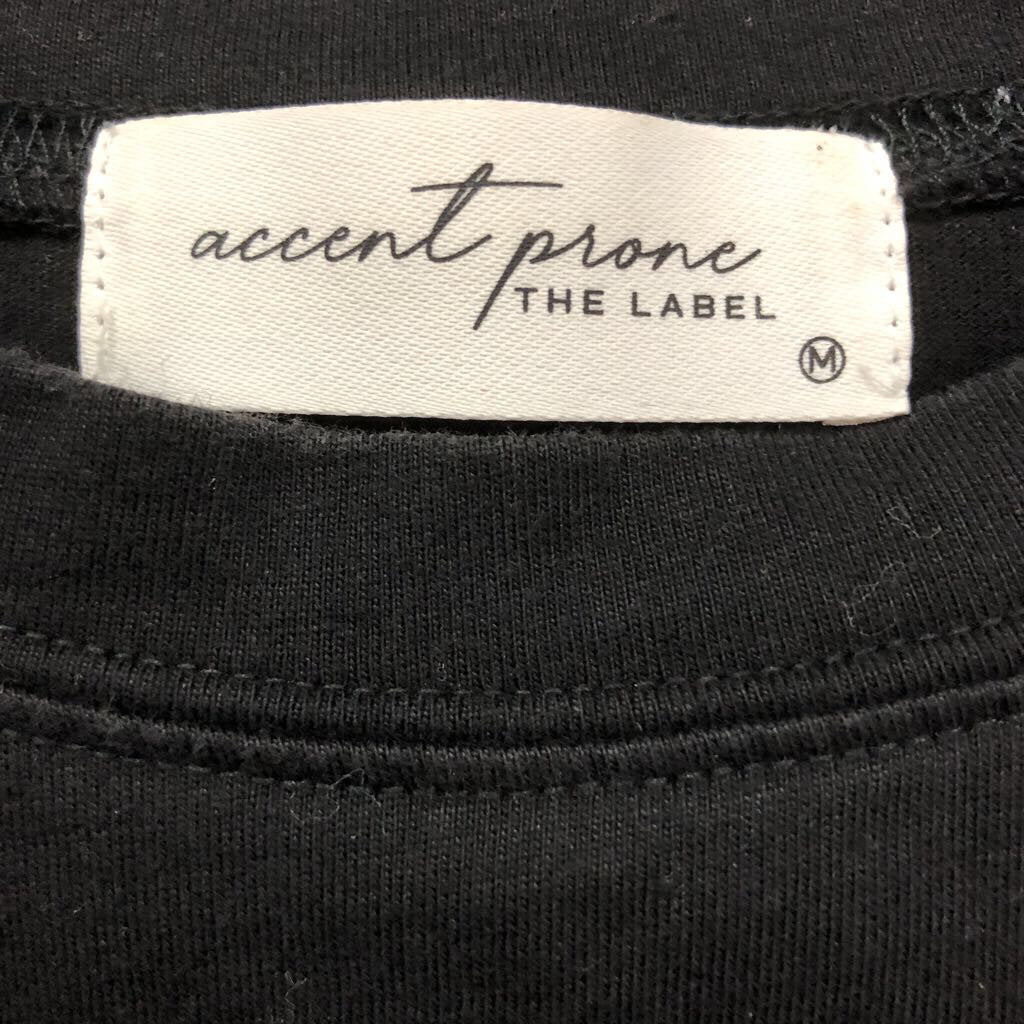 accent prone
THE LABEL
M